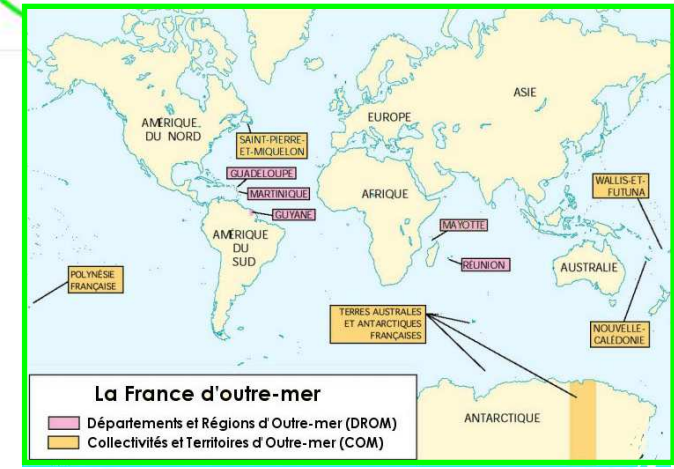 ASIE
EUROPE
AMÉRIQUE
DU NORD
SAINT-PIERRE-
ET-MIQUELON
GUADELOUPE
MARTINIQUE
AFRIQUE
WALLIS-ET-
FUTUNA
GUYANE
MAYOTTE
AMÉRIQUE
DU
SUD
RÉUNION
AUSTRALIE
POLYNÉSIE
FRANÇAISE
TERRES AUSTRALES
ET ANTARCTIQUES
FRANÇAISES
NOUVELLE-
CALÉDONIE
La France d'outre-mer
Départements et Régions d'Outre-mer (DROM)
Collectivités et Territoires d'Outre-mer (COM)
ANTARCTIQUE